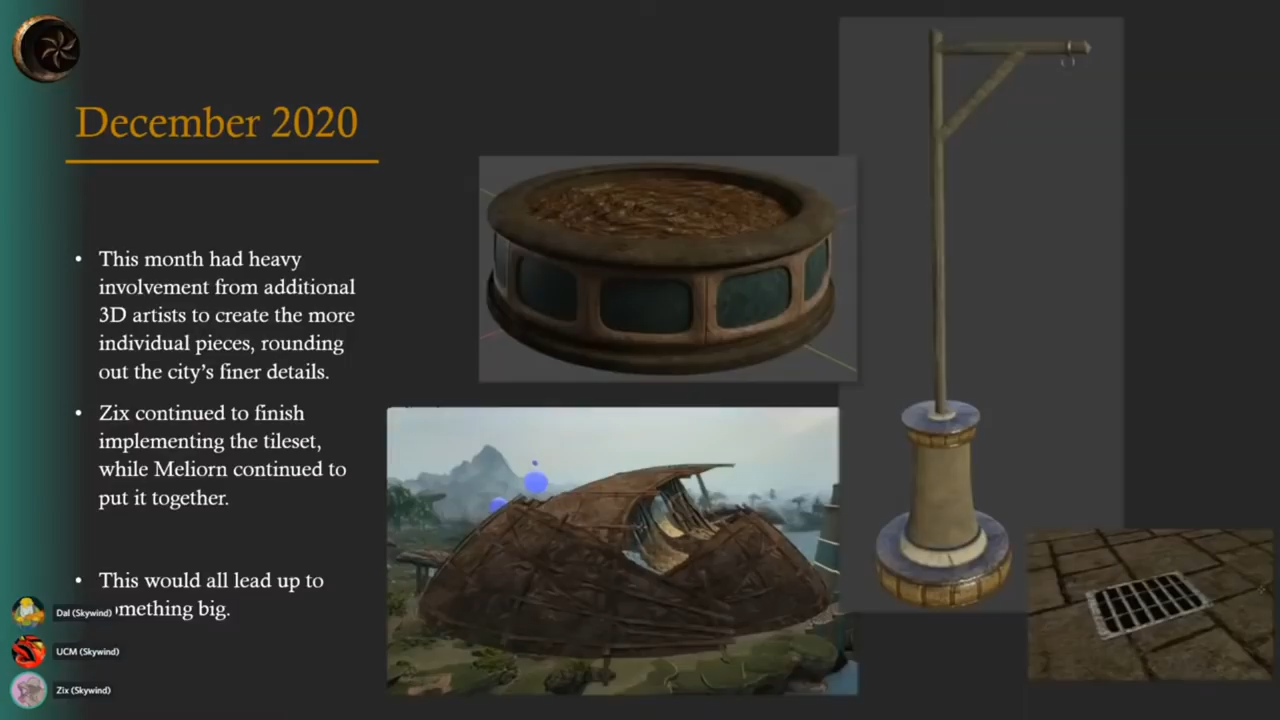 December 2020
• This month had heavy
involvement from additional
3D artists to create the more
individual pieces, rounding
out the city's finer details.
• Zix continued to finish
implementing the tileset,
while Meliorn continued to
put it together.
• This would all lead up to
omething big.
Dal (Skywind)
UCM (Skywind)
Zix (Skywind)